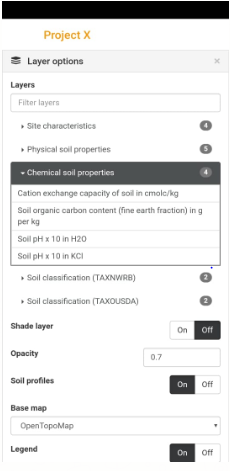 Project X
Layer options ×
Layers
Filter layers
Site characteristics 4
Physical soil properties 5
Chemical soil properties 4
Cation exchange capacity of soil in cmolc/kg
Soil organic carbon content (fine earth fraction) in g
per kg
Soil pH x 10 in H2O
Soil pH x 10 in KCl
Soil classification (TAXNWRB) 2
Soil classification (TAXOUSDA) 2
Shade layer On Off
Opacity 0.7
Soil profiles On Off
Base map
OpenTopoMap
Legend On Off